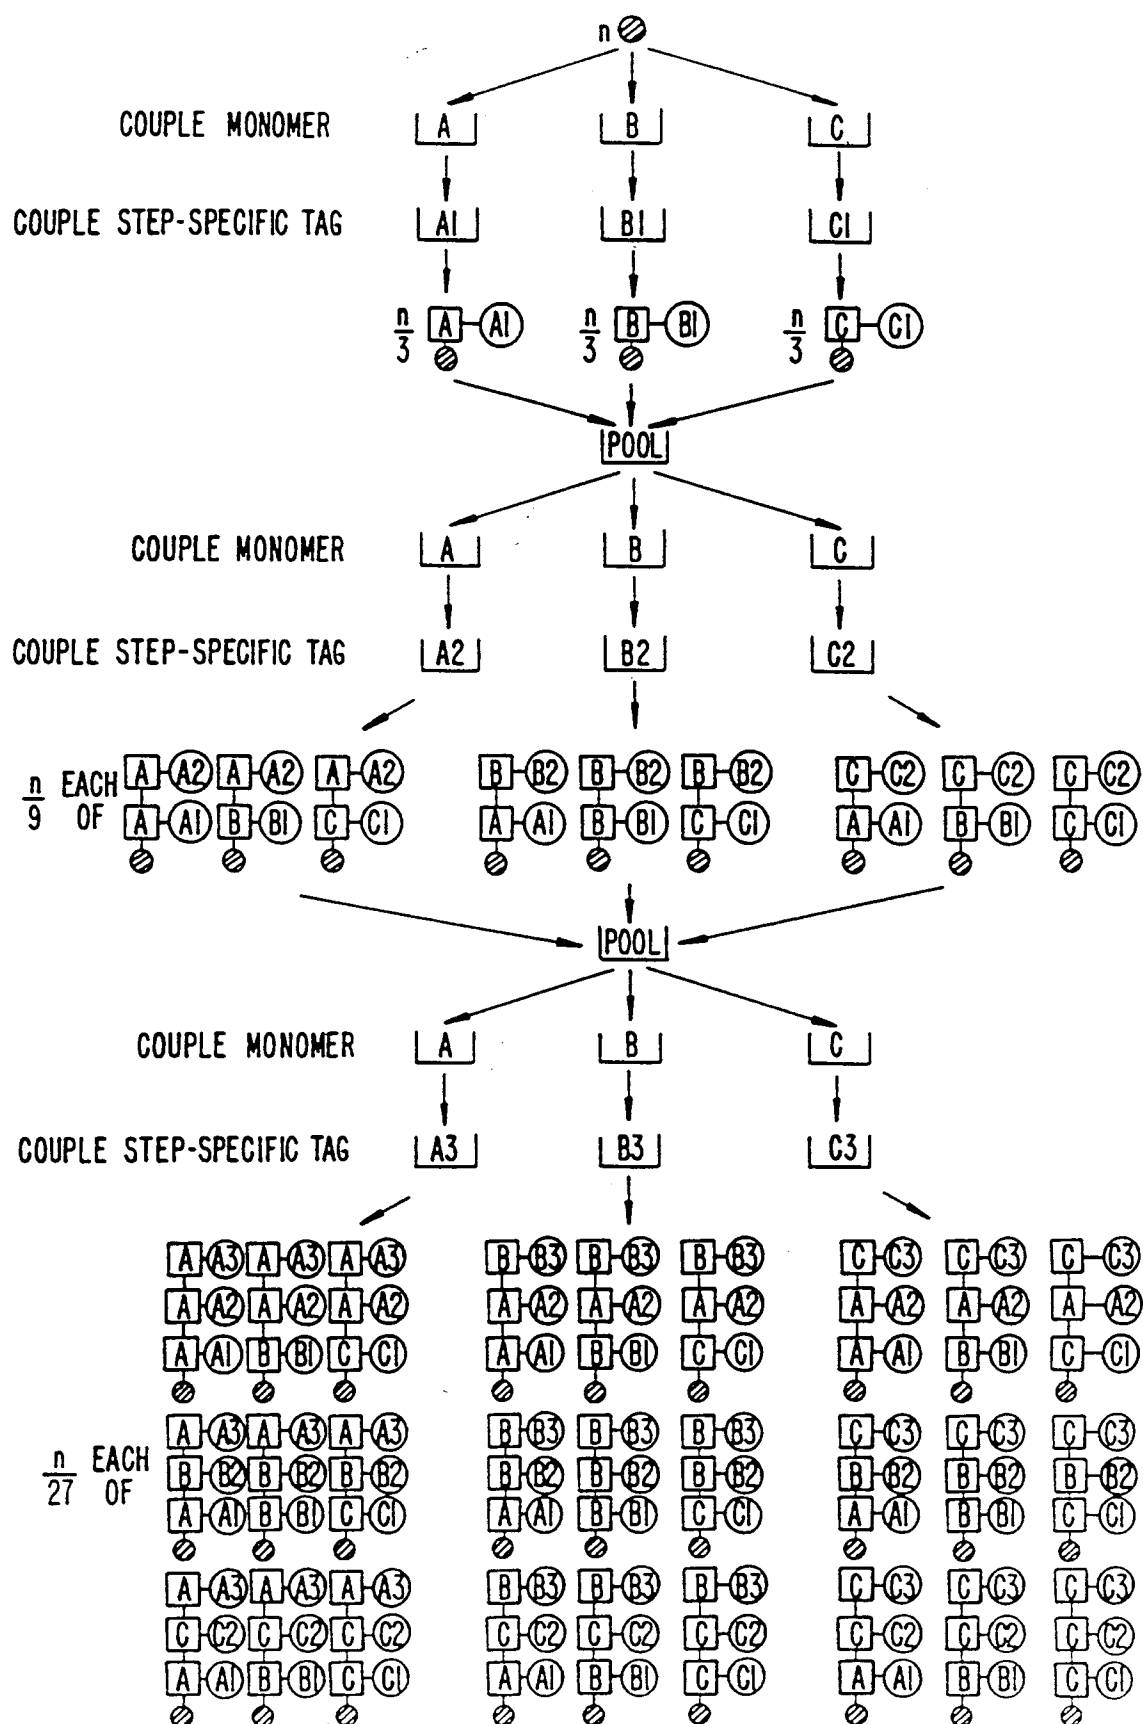 n
COUPLE MONOMER A B C
COUPLE STEP-SPECIFIC TAG A1 B1 C1
n/3 A A1 n/3 B B1 n/3 C C1
POOL
COUPLE MONOMER A B C
COUPLE STEP-SPECIFIC TAG A2 B2 C2
n/9 EACH OF
A A2 A A2 A A2 B B2 B B2 B B2 C C2 C C2 C C2
A A1 B B1 C C1 A A1 B B1 C C1 A A1 B B1 C C1
POOL
COUPLE MONOMER A B C
COUPLE STEP-SPECIFIC TAG A3 B3 C3
A A3 A A3 A A3 B B3 B B3 B B3 C C3 C C3 C C3
A A2 A A2 A A2 A A2 A A2 A A2 A A2 A A2 A A2
A A1 B B1 C C1 A A1 B B1 C C1 A A1 B B1 C C1
n/27 EACH OF
A A3 A A3 A A3 B B3 B B3 B B3 C C3 C C3 C C3
B B2 B B2 B B2 B B2 B B2 B B2 B B2 B B2 B B2
A A1 B B1 C C1 A A1 B B1 C C1 A A1 B B1 C C1
A A3 A A3 A A3 B B3 B B3 B B3 C C3 C C3 C C3
C C2 C C2 C C2 C C2 C C2 C C2 C C2 C C2 C C2
A A1 B B1 C C1 A A1 B B1 C C1 A A1 B B1 C C1